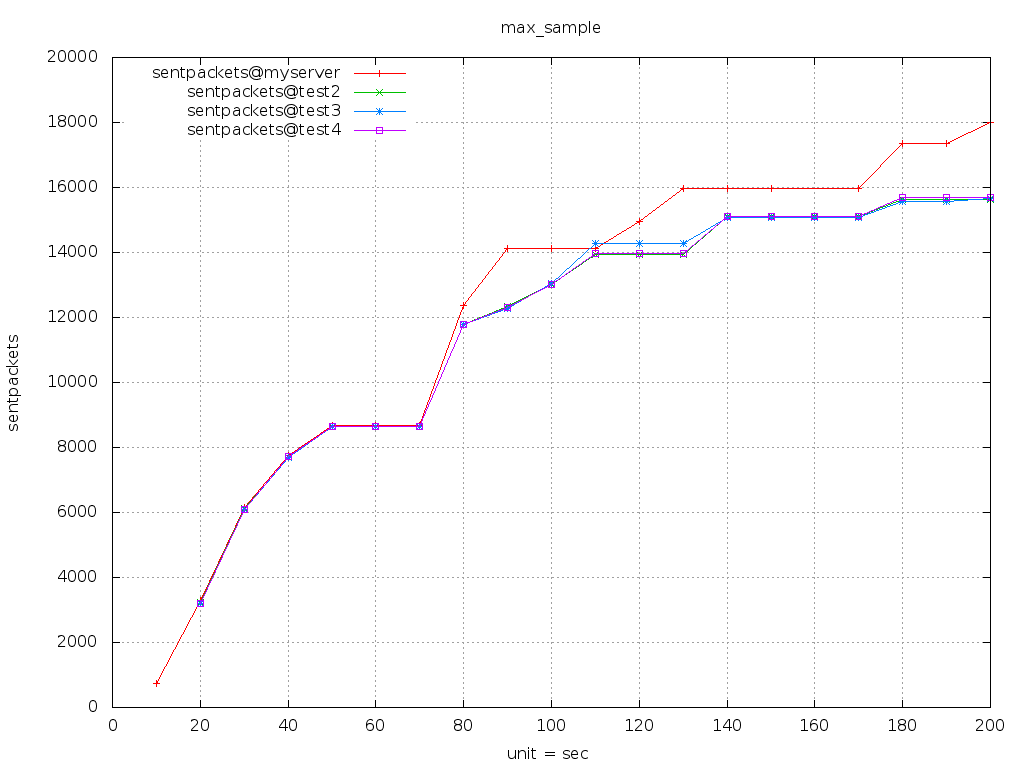 max_sample
sentpackets@myserver
sentpackets@test2
sentpackets@test3
sentpackets@test4
20000
18000
16000
14000
12000
10000
8000
6000
4000
2000
0
sentpackets
0 20 40 60 80 100 120 140 160 180 200
unit = sec